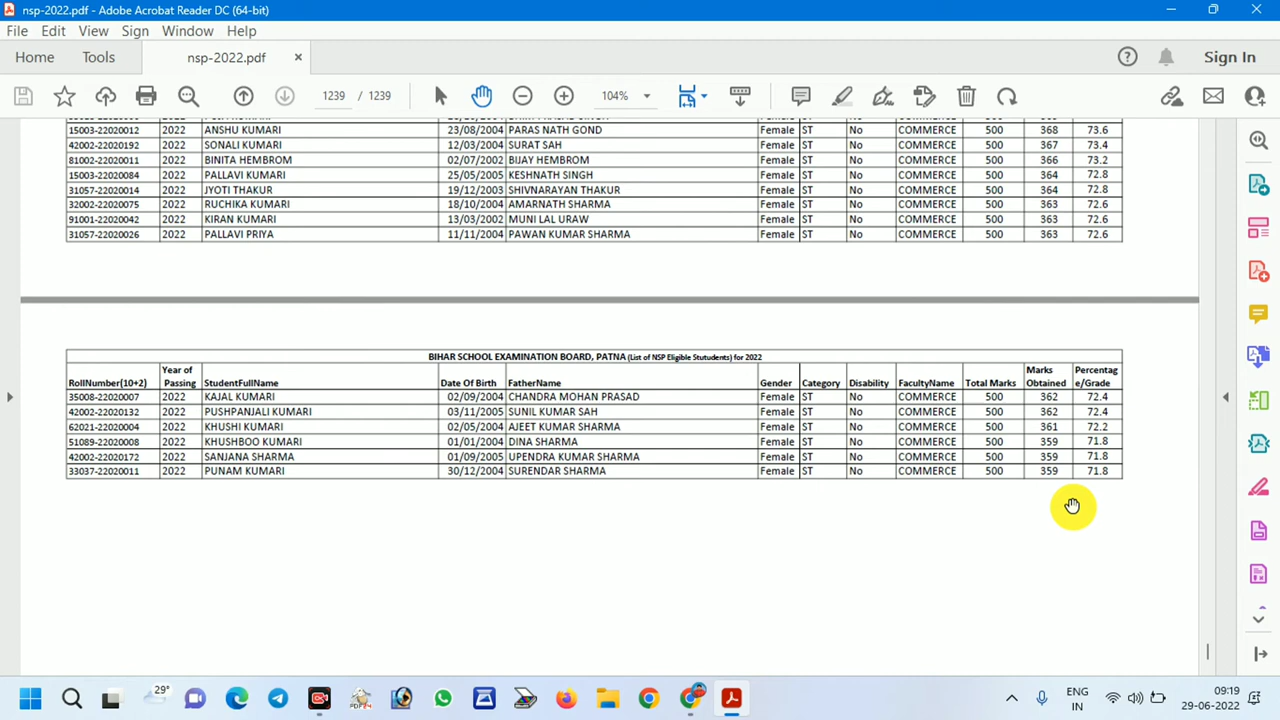 nsp-2022.pdf - Adobe Acrobat Reader DC (64-bit)
File Edit View Sign Window Help
Home Tools nsp-2022.pdf × Sign In
1239 / 1239 104%
15003-22020012 2022 ANSHU KUMARI 23/08/2004 PARAS NATH GOND Female ST No COMMERCE 500 368 73.6
42002-22020192 2022 SONALI KUMARI 12/03/2004 SURAT SAH Female ST No COMMERCE 500 367 73.4
81002-22020011 2022 BINITA HEMBROM 02/07/2002 BIJAY HEMBROM Female ST No COMMERCE 500 366 73.2
15003-22020084 2022 PALLAVI KUMARI 25/05/2005 KESHNATH SINGH Female ST No COMMERCE 500 364 72.8
31057-22020014 2022 JYOTI THAKUR 19/12/2003 SHIVNARAYAN THAKUR Female ST No COMMERCE 500 364 72.8
32002-22020075 2022 RUCHIKA KUMARI 18/10/2004 AMARNATH SHARMA Female ST No COMMERCE 500 363 72.6
91001-22020042 2022 KIRAN KUMARI 13/03/2002 MUNI LAL URAW Female ST No COMMERCE 500 363 72.6
31057-22020026 2022 PALLAVI PRIYA 11/11/2004 PAWAN KUMAR SHARMA Female ST No COMMERCE 500 363 72.6
BIHAR SCHOOL EXAMINATION BOARD, PATNA (List of NSP Eligible Stutudents) for 2022
RollNumber(10+2) Year of Passing StudentFullName Date Of Birth FatherName Gender Category Disability FacultyName Total Marks Marks Obtained Percentag e/Grade
35008-22020007 2022 KAJAL KUMARI 02/09/2004 CHANDRA MOHAN PRASAD Female ST No COMMERCE 500 362 72.4
42002-22020132 2022 PUSHPANJALI KUMARI 03/11/2005 SUNIL KUMAR SAH Female ST No COMMERCE 500 362 72.4
62021-22020004 2022 KHUSHI KUMARI 02/05/2004 AJEET KUMAR SHARMA Female ST No COMMERCE 500 361 72.2
51089-22020008 2022 KHUSHBOO KUMARI 01/01/2004 DINA SHARMA Female ST No COMMERCE 500 359 71.8
42002-22020172 2022 SANJANA SHARMA 01/09/2005 UPENDRA KUMAR SHARMA Female ST No COMMERCE 500 359 71.8
33037-22020011 2022 PUNAM KUMARI 30/12/2004 SURENDAR SHARMA Female ST No COMMERCE 500 359 71.8
29° ENG 09:19
IN 29-06-2022